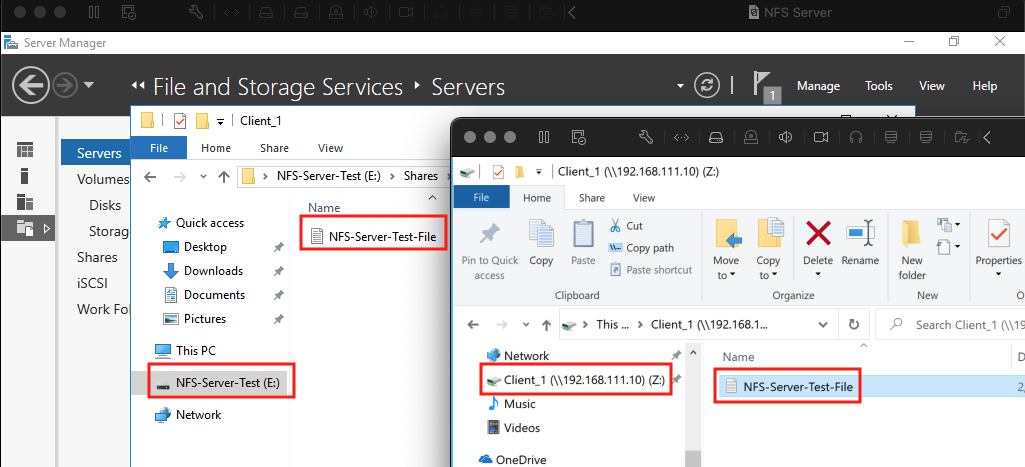 NFS Server
Server Manager
File and Storage Services
Servers
1
Manage
Tools
View
Help
Servers
Volumes
Disks
Storag
Shares
iSCSI
Work Fol
Client_1
File
Home
Share
View
NFS-Server-Test (E:)
Shares
Quick access
Desktop
Downloads
Documents
Pictures
This PC
NFS-Server-Test (E:)
Network
Name
NFS-Server-Test-File
Client_1 (\\192.168.111.10) (Z:)
File
Home
Share
View
Pin to Quick
access
Copy
Paste
Cut
Copy path
Paste shortcut
Clipboard
Move
to
Copy
to
Delete
Rename
Organize
New
folder
New
Properties
This ...
Client_1 (\\192.168.1...
Search Client_1 (\\19
Network
Client_1 (\\192.168.111.10) (Z:)
Music
Videos
OneDrive
Name
D
NFS-Server-Test-File
2,